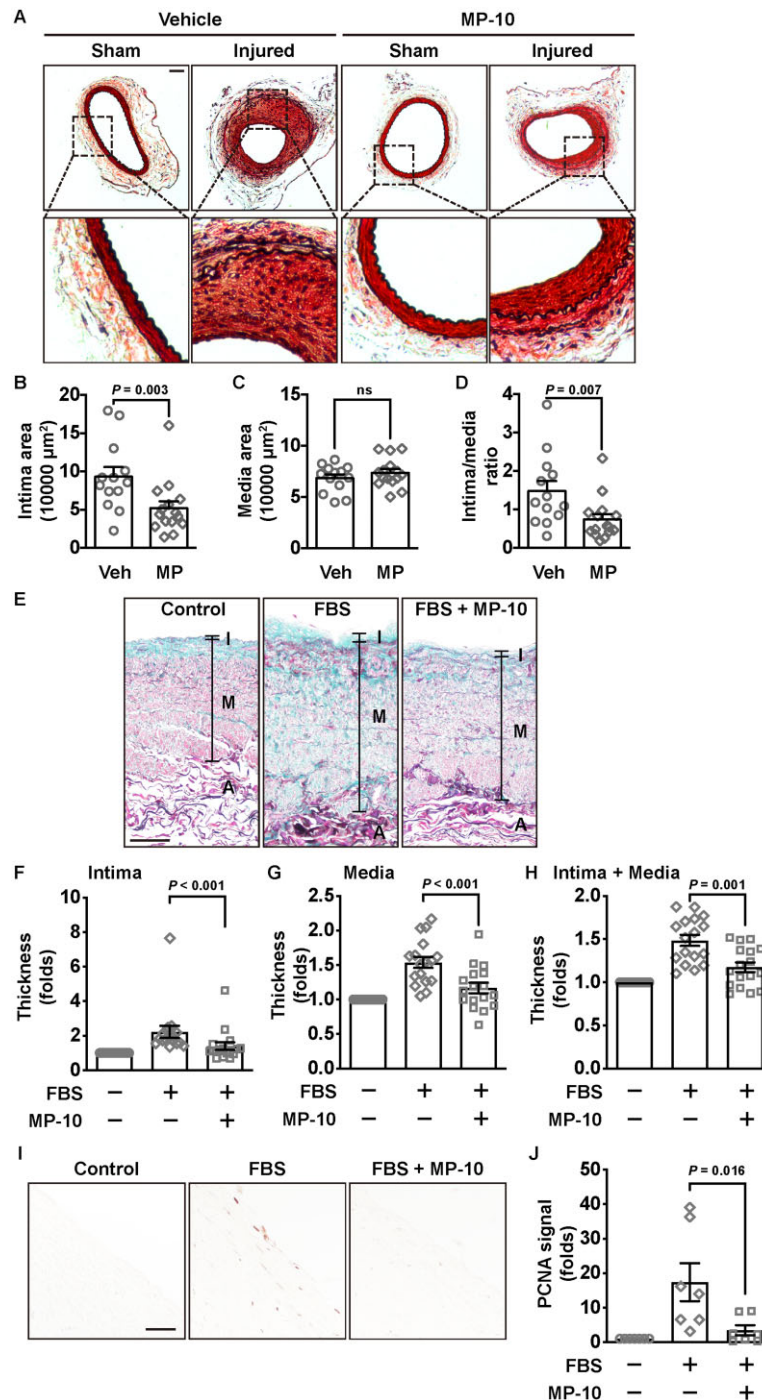 A
Vehicle MP-10
Sham Injured Sham Injured
B C D
P = 0.003 ns P = 0.007
Intima area (10000 µm²)
20
15
10
5
0
Veh MP
Media area (10000 µm²)
15
10
5
0
Veh MP
Intima/media ratio
4
3
2
1
0
Veh MP
E
Control FBS FBS + MP-10
I I I
M M M
A A A
F Intima
Thickness (folds)
P < 0.001
10
8
6
4
2
0
G Media
Thickness (folds)
P < 0.001
2.5
2.0
1.5
1.0
0.5
0.0
H Intima + Media
Thickness (folds)
P = 0.001
2.0
1.5
1.0
0.5
0.0
FBS − + + − + + − + +
MP-10 − − + − − + − − +
I
Control FBS FBS + MP-10
J
PCNA signal (folds)
P = 0.016
50
40
30
20
10
0
FBS − + +
MP-10 − − +